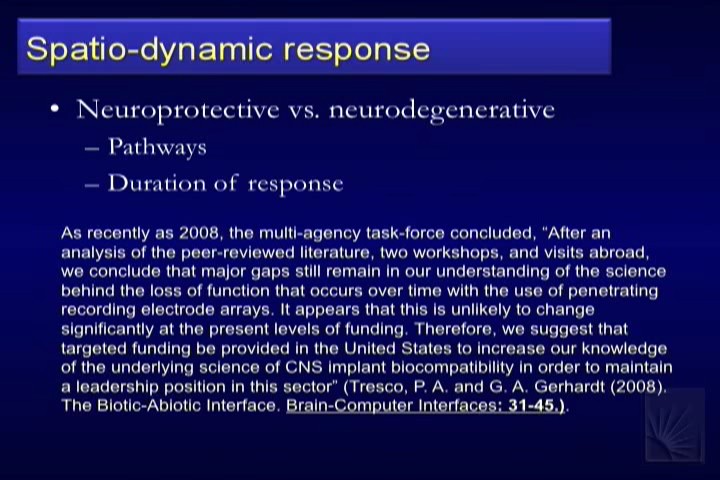 Spatio-dynamic response
• Neuroprotective vs. neurodegenerative
– Pathways
– Duration of response
As recently as 2008, the multi-agency task-force concluded, "After an
analysis of the peer-reviewed literature, two workshops, and visits abroad,
we conclude that major gaps still remain in our understanding of the science
behind the loss of function that occurs over time with the use of penetrating
recording electrode arrays. It appears that this is unlikely to change
significantly at the present levels of funding. Therefore, we suggest that
targeted funding be provided in the United States to increase our knowledge
of the underlying science of CNS implant biocompatibility in order to maintain
a leadership position in this sector" (Tresco, P. A. and G. A. Gerhardt (2008).
The Biotic-Abiotic Interface. Brain-Computer Interfaces: 31-45.).